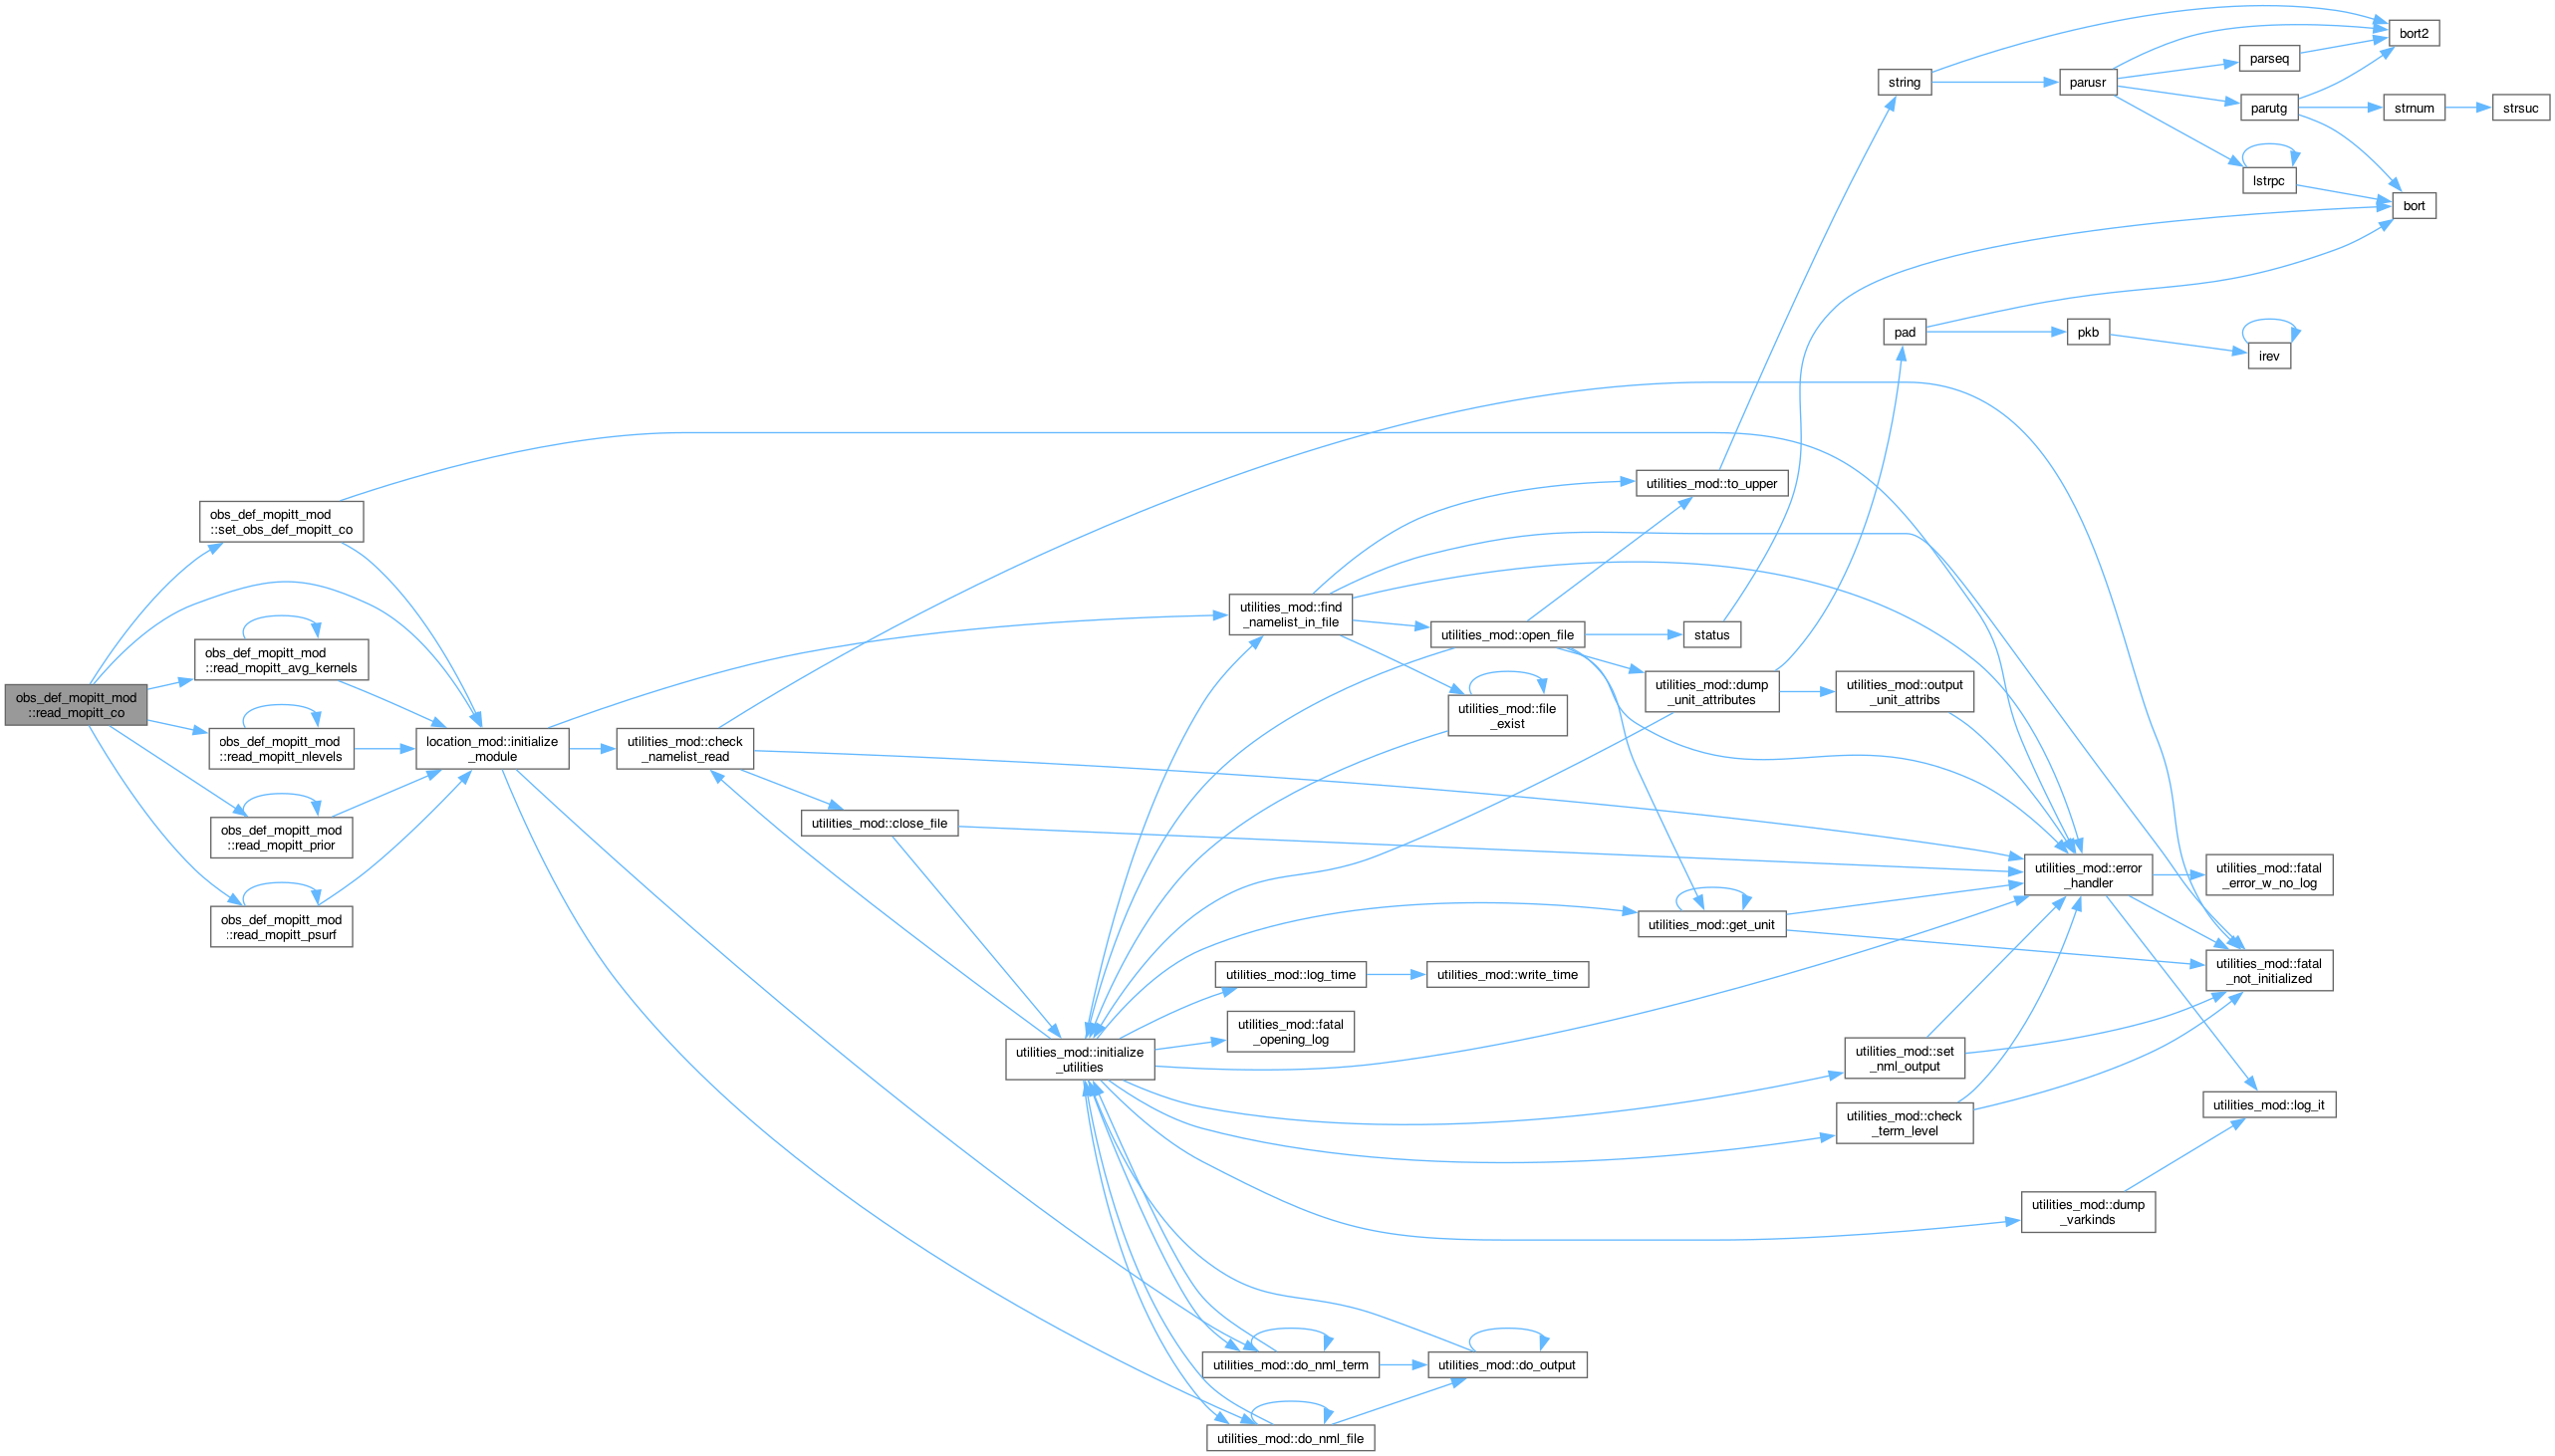 obs_def_mopitt_mod
::read_mopitt_co
obs_def_mopitt_mod
::set_obs_def_mopitt_co
obs_def_mopitt_mod
::read_mopitt_avg_kernels
obs_def_mopitt_mod
::read_mopitt_nlevels
obs_def_mopitt_mod
::read_mopitt_prior
obs_def_mopitt_mod
::read_mopitt_psurf
location_mod::initialize
_module
utilities_mod::check
_namelist_read
utilities_mod::close_file
utilities_mod::initialize
_utilities
utilities_mod::find
_namelist_in_file
utilities_mod::log_time
utilities_mod::fatal
_opening_log
utilities_mod::do_nml_term
utilities_mod::do_nml_file
utilities_mod::open_file
utilities_mod::file
_exist
utilities_mod::write_time
utilities_mod::do_output
utilities_mod::to_upper
status
utilities_mod::dump
_unit_attributes
utilities_mod::get_unit
string
pad
utilities_mod::output
_unit_attribs
utilities_mod::set
_nml_output
utilities_mod::check
_term_level
parusr
pkb
utilities_mod::error
_handler
utilities_mod::dump
_varkinds
parseq
parutg
lstrpc
irev
utilities_mod::fatal
_error_w_no_log
utilities_mod::fatal
_not_initialized
utilities_mod::log_it
bort2
strnum
bort
strsuc